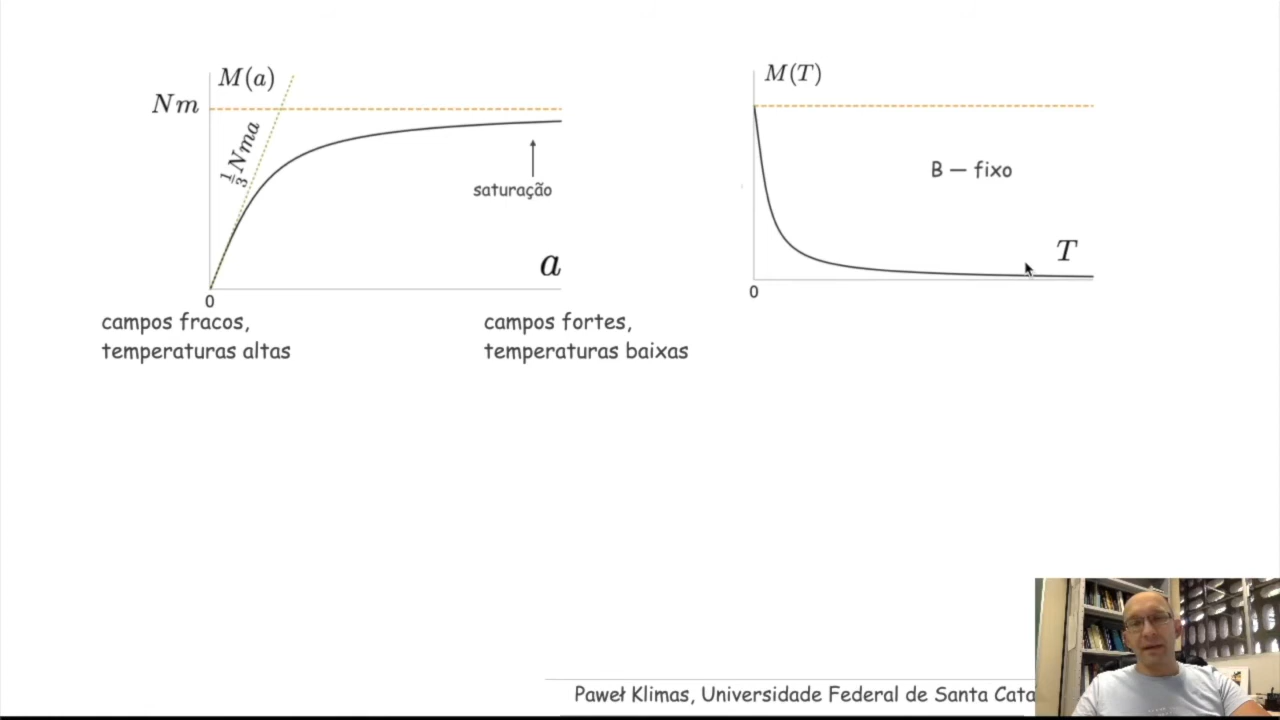 M(a)
Nm
1/3 Nma
saturação
a
0
campos fracos,
temperaturas altas
campos fortes,
temperaturas baixas
M(T)
B — fixo
T
0
Paweł Klimas, Universidade Federal de Santa Cata